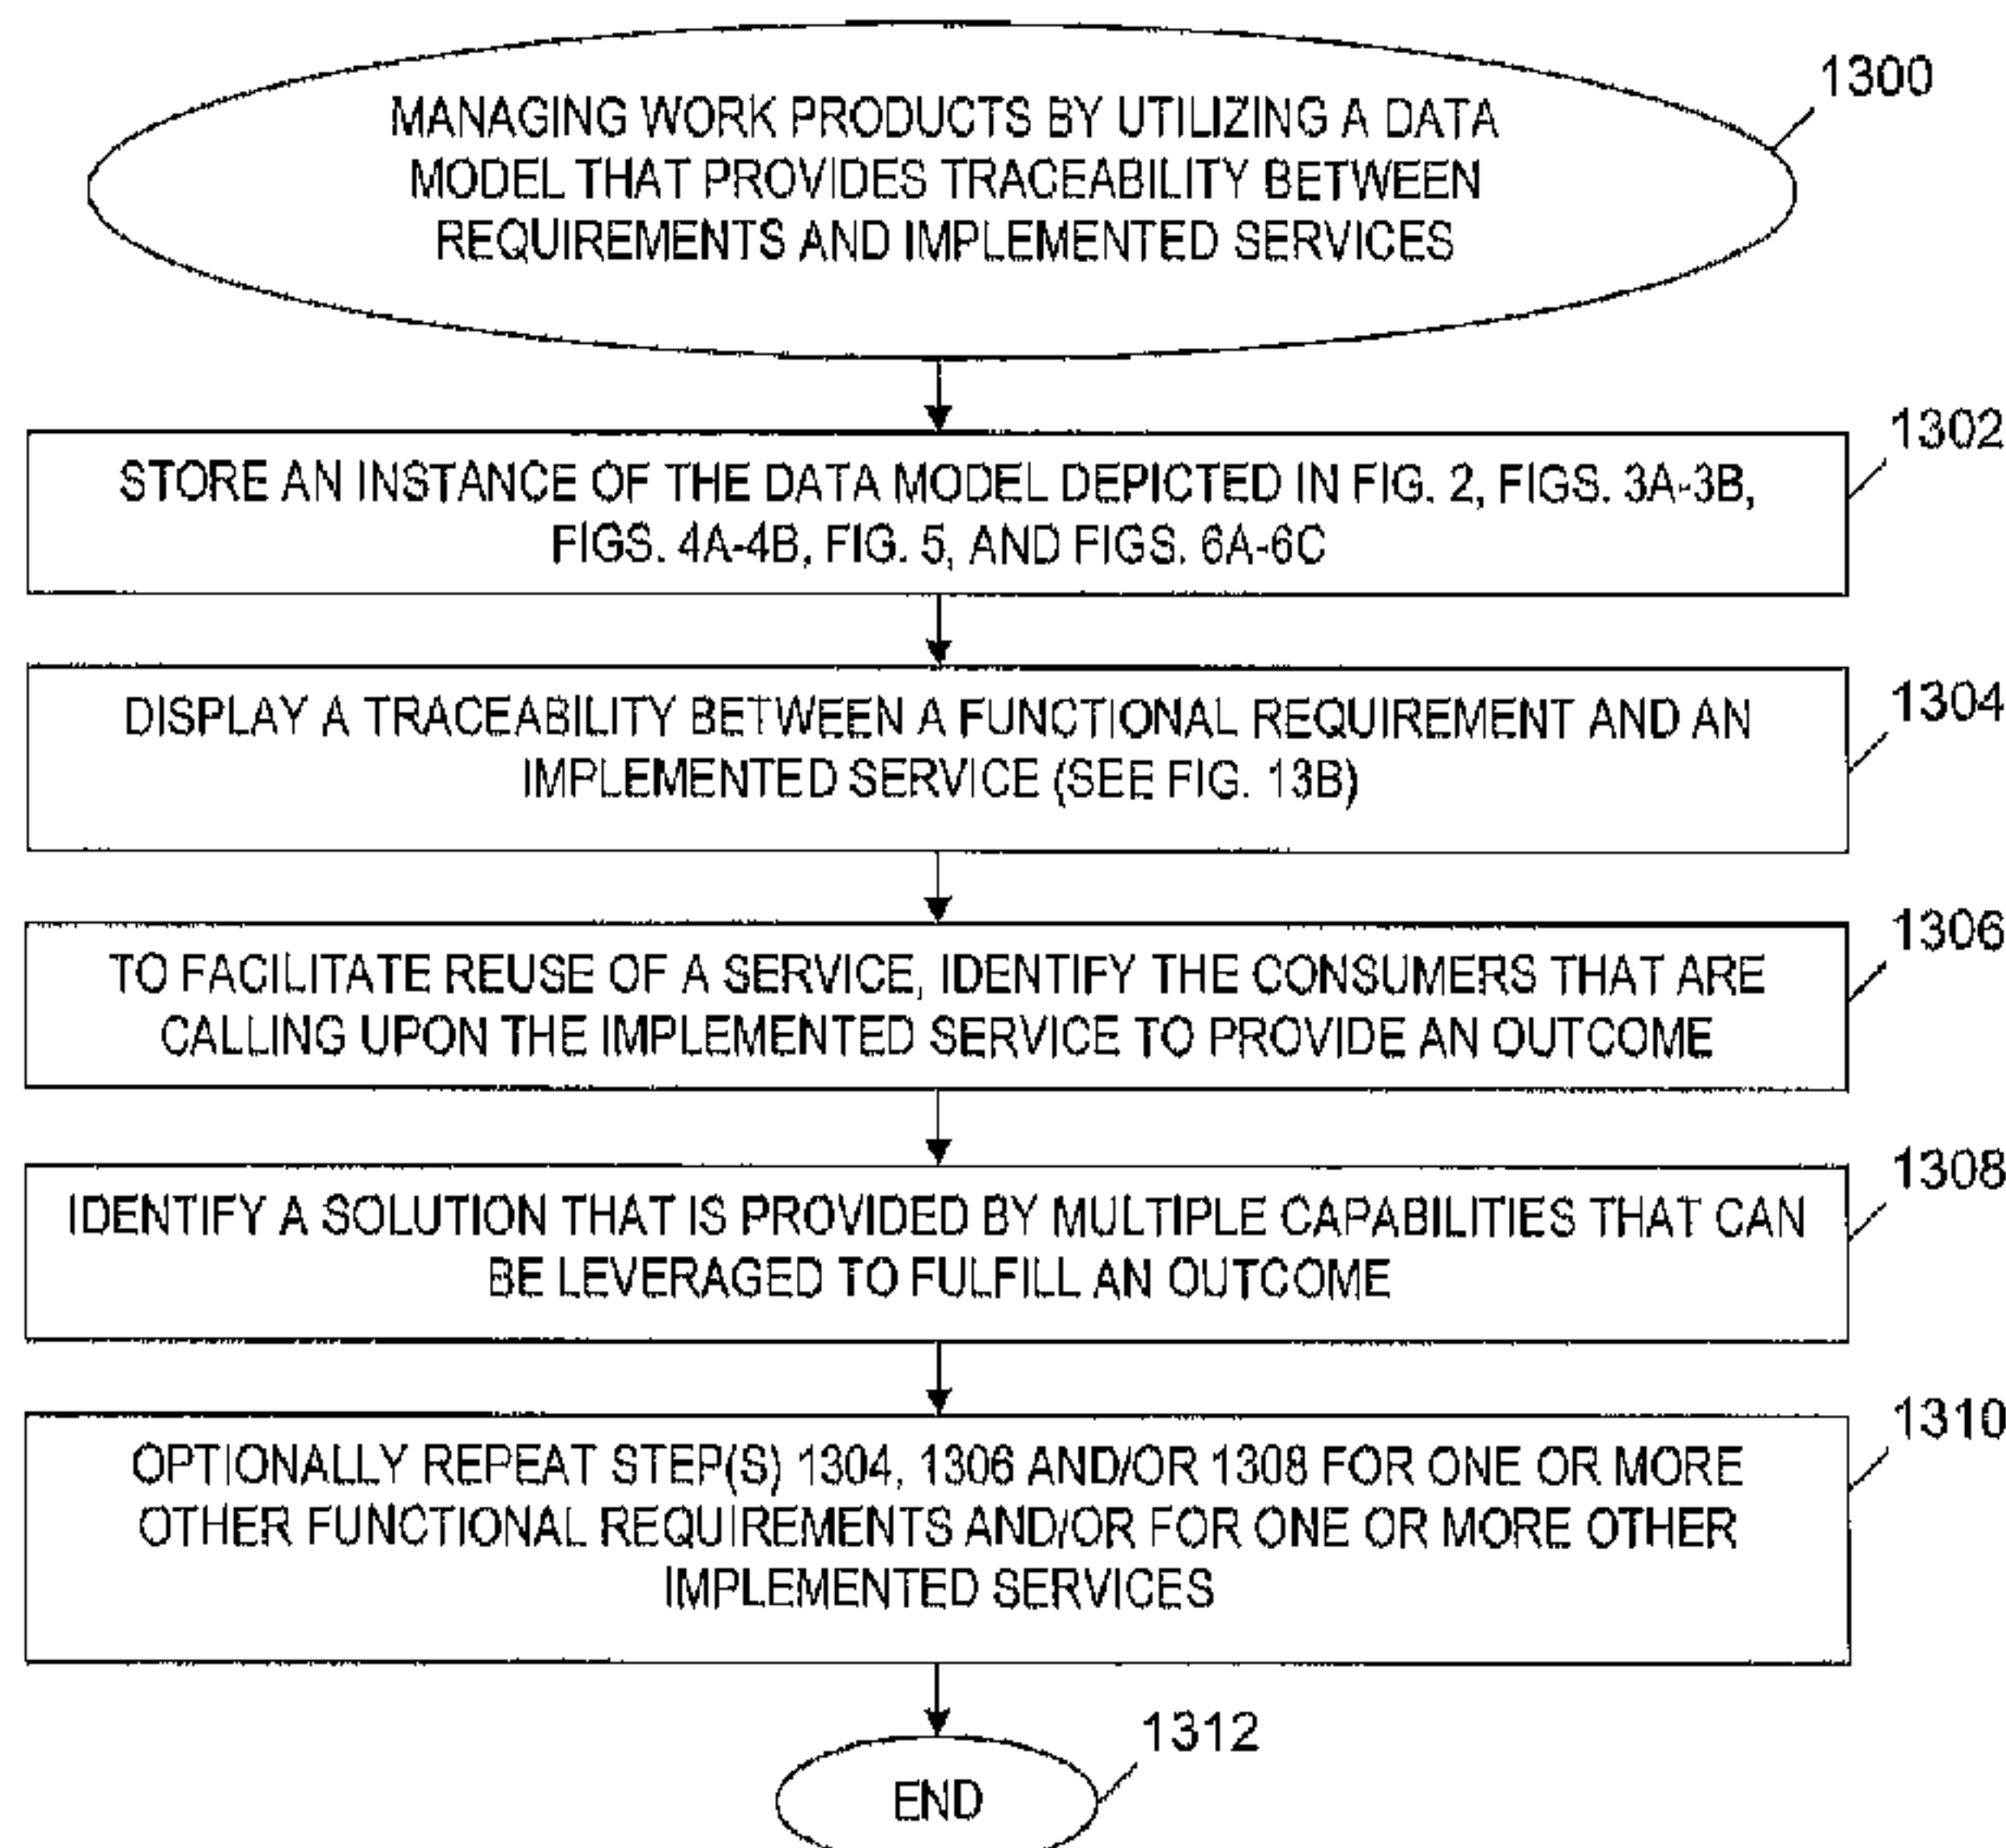 1300
MANAGING WORK PRODUCTS BY UTILIZING A DATA
MODEL THAT PROVIDES TRACEABILITY BETWEEN
REQUIREMENTS AND IMPLEMENTED SERVICES
1302
STORE AN INSTANCE OF THE DATA MODEL DEPICTED IN FIG. 2, FIGS. 3A-3B,
FIGS. 4A-4B, FIG. 5, AND FIGS. 6A-6C
1304
DISPLAY A TRACEABILITY BETWEEN A FUNCTIONAL REQUIREMENT AND AN
IMPLEMENTED SERVICE (SEE FIG. 13B)
1306
TO FACILITATE REUSE OF A SERVICE, IDENTIFY THE CONSUMERS THAT ARE
CALLING UPON THE IMPLEMENTED SERVICE TO PROVIDE AN OUTCOME
1308
IDENTIFY A SOLUTION THAT IS PROVIDED BY MULTIPLE CAPABILITIES THAT CAN
BE LEVERAGED TO FULFILL AN OUTCOME
1310
OPTIONALLY REPEAT STEP(S) 1304, 1306 AND/OR 1308 FOR ONE OR MORE
OTHER FUNCTIONAL REQUIREMENTS AND/OR FOR ONE OR MORE OTHER
IMPLEMENTED SERVICES
1312
END